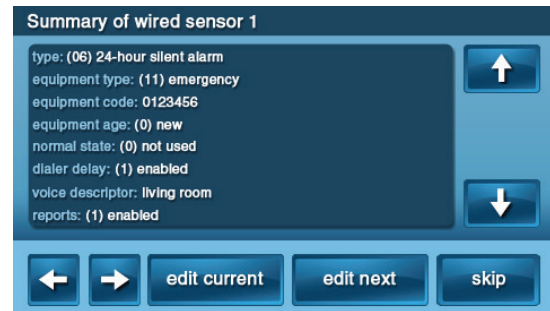 Summary of wired sensor 1
type: (06) 24-hour silent alarm
equipment type: (11) emergency
equipment code: 0123456
equipment age: (0) new
normal state: (0) not used
dialer delay: (1) enabled
voice descriptor: living room
reports: (1) enabled
edit current edit next skip